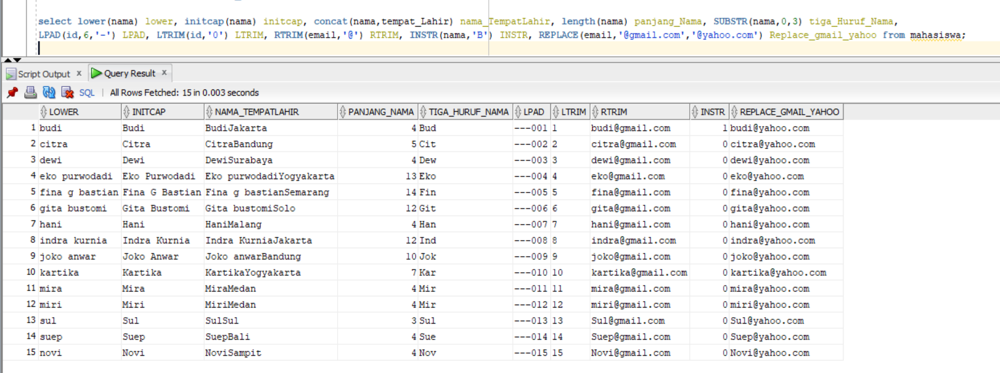 select lower(nama) lower, initcap(nama) initcap, concat(nama,tempat_Lahir) nama_TempatLahir, length(nama) panjang_Nama, SUBSTR(nama,0,3) tiga_Huruf_Nama,
LPAD(id,6,'-') LPAD, LTRIM(id,'0') LTRIM, RTRIM(email,'@') RTRIM, INSTR(nama,'B') INSTR, REPLACE(email,'@gmail.com','@yahoo.com') Replace_gmail_yahoo from mahasiswa;
Script Output x Query Result x
SQL | All Rows Fetched: 15 in 0.003 seconds
LOWER INITCAP NAMA_TEMPATLAHIR PANJANG_NAMA TIGA_HURUF_NAMA LPAD LTRIM RTRIM INSTR REPLACE_GMAIL_YAHOO
1 budi Budi BudiJakarta 4 Bud ---001 1 budi@gmail.com 1 budi@yahoo.com
2 citra Citra CitraBandung 5 Cit ---002 2 citra@gmail.com 0 citra@yahoo.com
3 dewi Dewi DewiSurabaya 4 Dew ---003 3 dewi@gmail.com 0 dewi@yahoo.com
4 eko purwodadi Eko Purwodadi Eko purwodadiYogyakarta 13 Eko ---004 4 eko@gmail.com 0 eko@yahoo.com
5 fina g bastian Fina G Bastian Fina g bastianSemarang 14 Fin ---005 5 fina@gmail.com 0 fina@yahoo.com
6 gita bustomi Gita Bustomi Gita bustomiSolo 12 Git ---006 6 gita@gmail.com 0 gita@yahoo.com
7 hani Hani HaniMalang 4 Han ---007 7 hani@gmail.com 0 hani@yahoo.com
8 indra kurnia Indra Kurnia Indra KurniaJakarta 12 Ind ---008 8 indra@gmail.com 0 indra@yahoo.com
9 joko anwar Joko Anwar Joko anwarBandung 10 Jok ---009 9 joko@gmail.com 0 joko@yahoo.com
10 kartika Kartika KartikaYogyakarta 7 Kar ---010 10 kartika@gmail.com 0 kartika@yahoo.com
11 mira Mira MiraMedan 4 Mir ---011 11 mira@gmail.com 0 mira@yahoo.com
12 miri Miri MiriMedan 4 Mir ---012 12 miri@gmail.com 0 miri@yahoo.com
13 sul Sul SulSul 3 Sul ---013 13 Sul@gmail.com 0 Sul@yahoo.com
14 suep Suep SuepBali 4 Sue ---014 14 Suep@gmail.com 0 Suep@yahoo.com
15 novi Novi NoviSampit 4 Nov ---015 15 Novi@gmail.com 0 Novi@yahoo.com